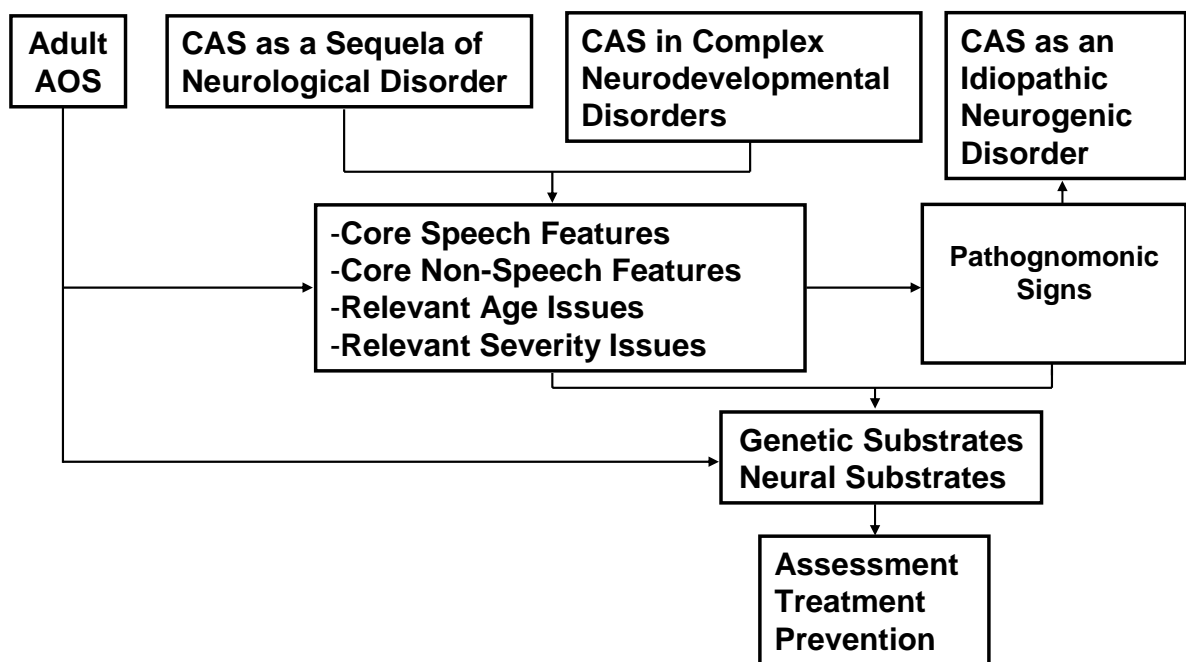 Adult
AOS
CAS as a Sequela of
Neurological Disorder
CAS in Complex
Neurodevelopmental
Disorders
CAS as an
Idiopathic
Neurogenic
Disorder
-Core Speech Features
-Core Non-Speech Features
-Relevant Age Issues
-Relevant Severity Issues
Pathognomonic
Signs
Genetic Substrates
Neural Substrates
Assessment
Treatment
Prevention